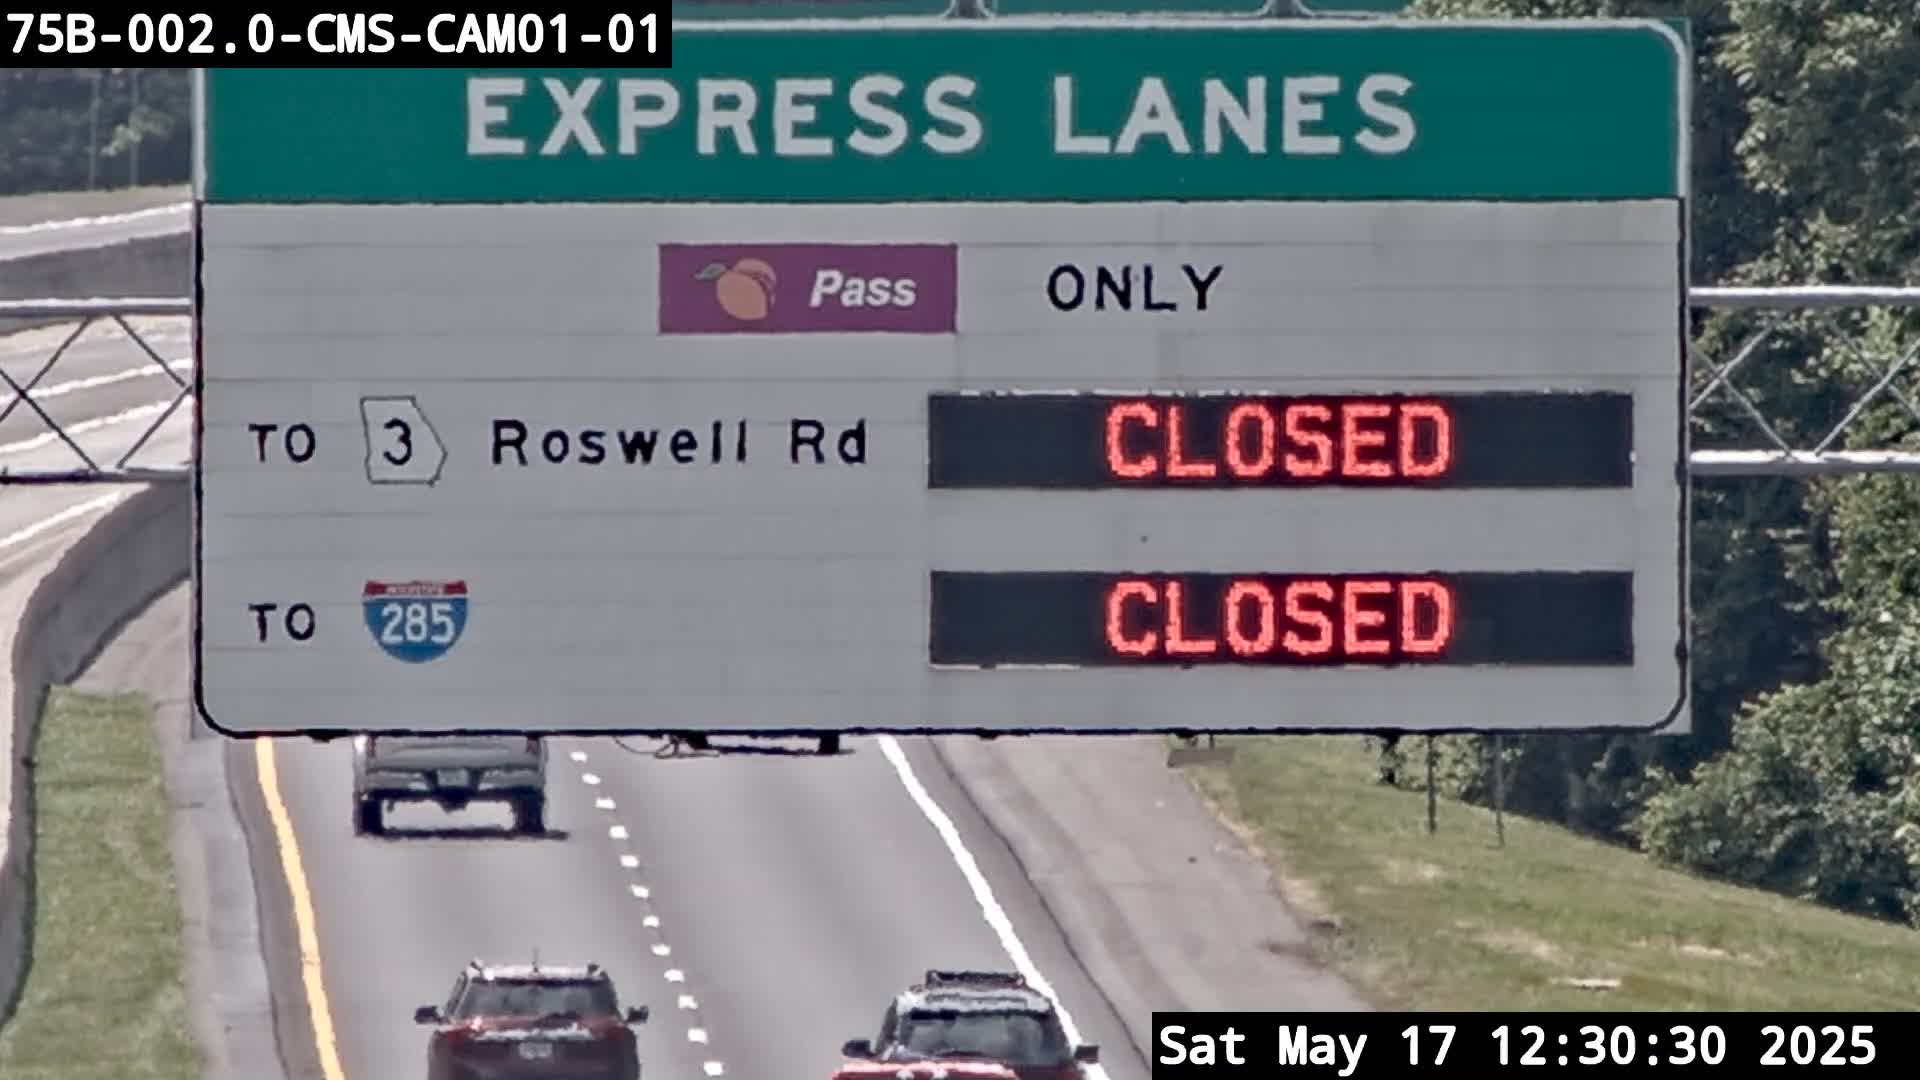 75B-002.0-CMS-CAM01-01
EXPRESS LANES
Pass ONLY
TO 3 Roswell Rd CLOSED
TO INTERSTATE 285 CLOSED
Sat May 17 12:30:30 2025